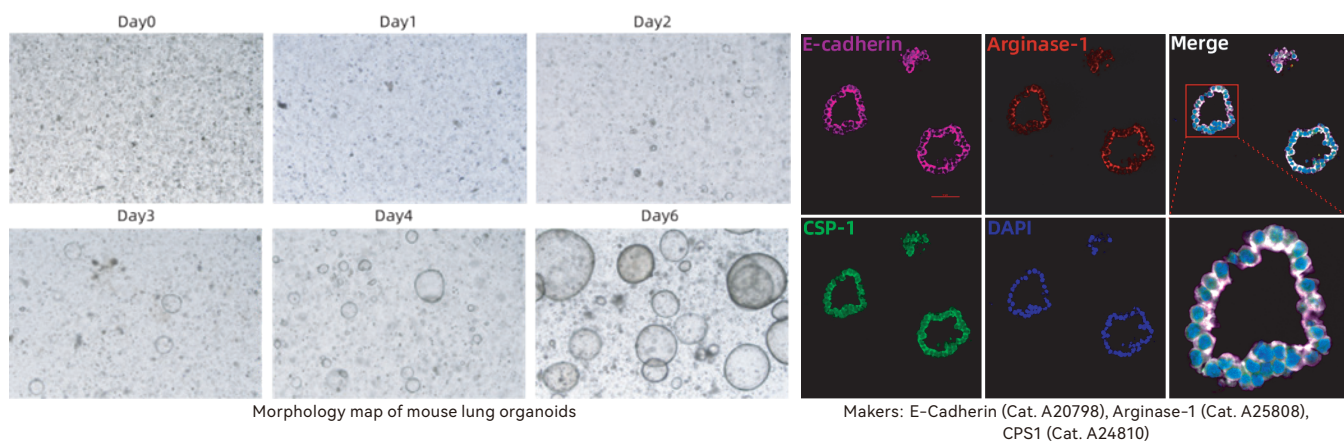 Day0
Day1
Day2
Day3
Day4
Day6
Morphology map of mouse lung organoids
E-cadherin
Arginase-1
Merge
CSP-1
DAPI
Makers: E-Cadherin (Cat. A20798), Arginase-1 (Cat. A25808),
CPS1 (Cat. A24810)